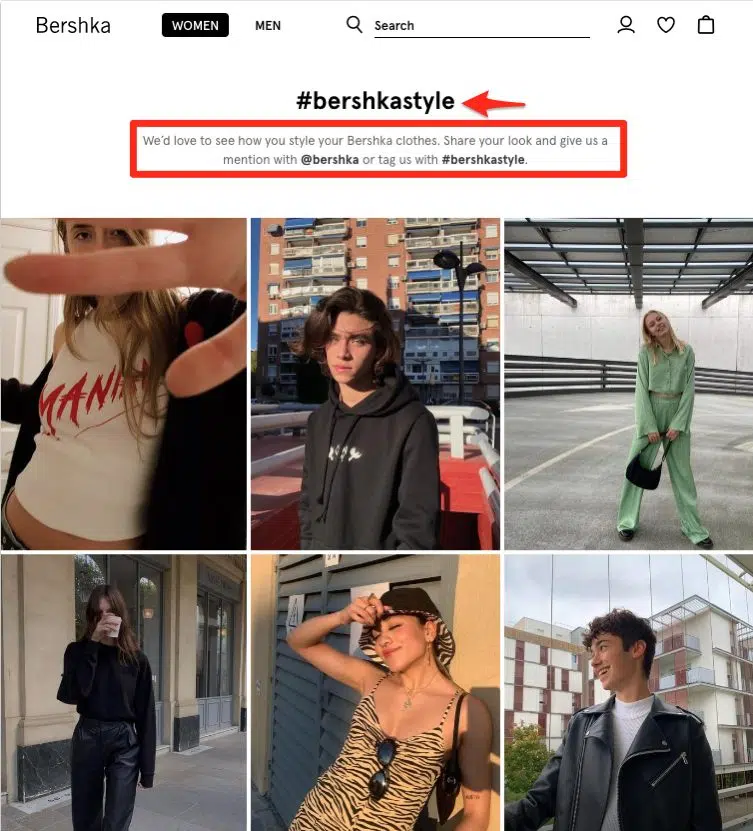 Bershka
WOMEN
MEN
Search
#bershkastyle
We'd love to see how you style your Bershka clothes. Share your look and give us a
mention with @bershka or tag us with #bershkastyle.